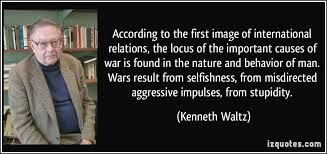 According to the first image of international
relations, the locus of the important causes of
war is found in the nature and behavior of man.
Wars result from selfishness, from misdirected
aggressive impulses, from stupidity.
(Kenneth Waltz)
izquotes.com